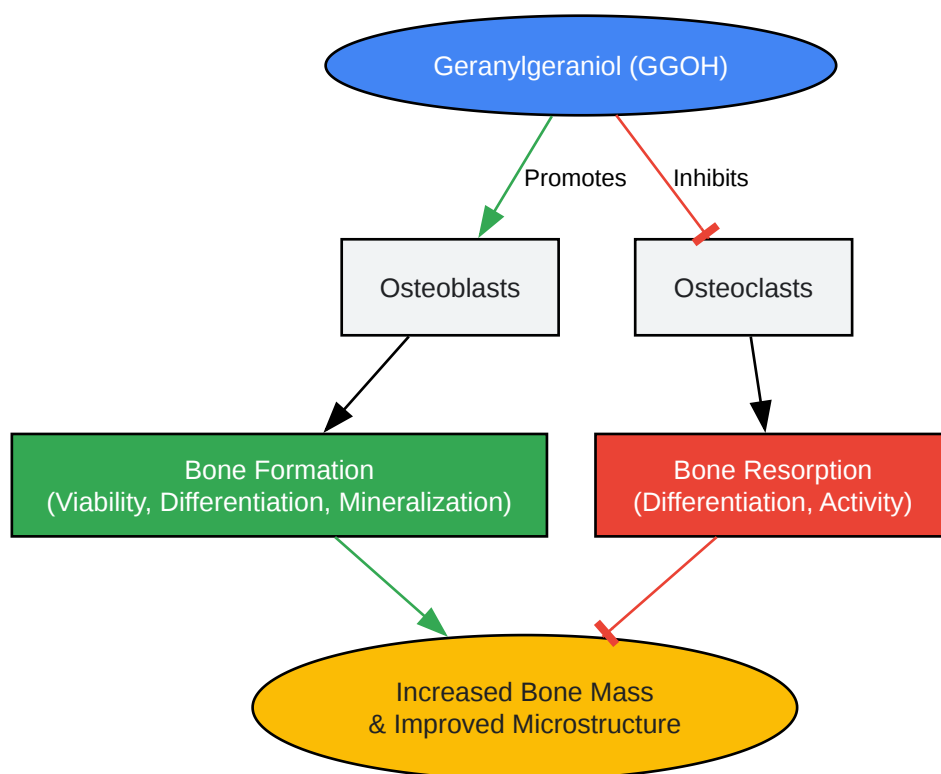 Geranylgeraniol (GGOH)
Promotes
Inhibits
Osteoblasts
Osteoclasts
Bone Formation
(Viability, Differentiation, Mineralization)
Bone Resorption
(Differentiation, Activity)
Increased Bone Mass
& Improved Microstructure